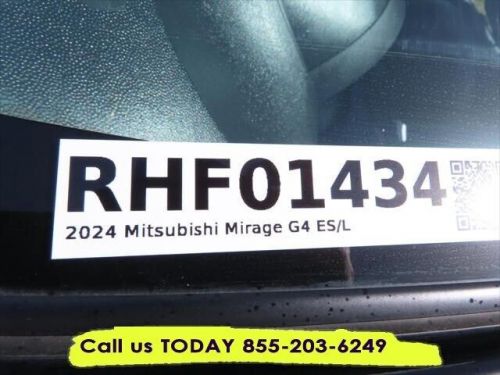 RHF01434
2024 Mitsubishi Mirage G4 ES/L
Call us TODAY 855-203-6249